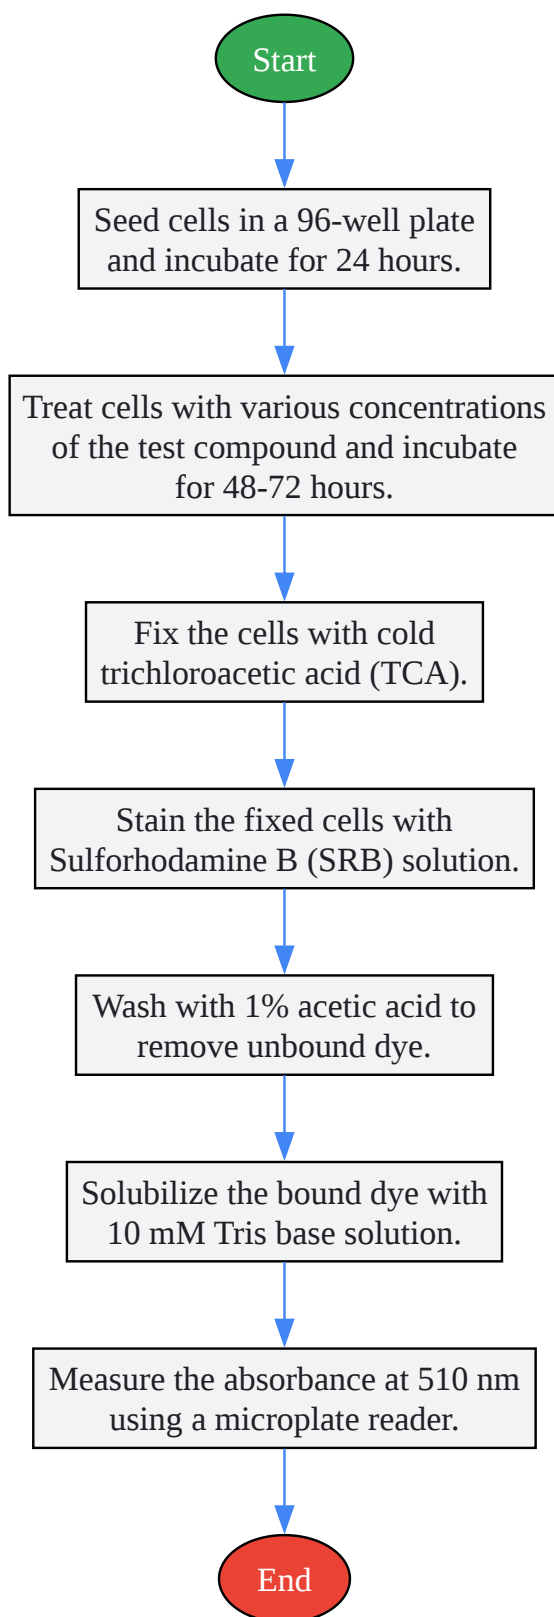 Start
Seed cells in a 96-well plate
and incubate for 24 hours.
Treat cells with various concentrations
of the test compound and incubate
for 48-72 hours.
Fix the cells with cold
trichloroacetic acid (TCA).
Stain the fixed cells with
Sulforhodamine B (SRB) solution.
Wash with 1% acetic acid to
remove unbound dye.
Solubilize the bound dye with
10 mM Tris base solution.
Measure the absorbance at 510 nm
using a microplate reader.
End